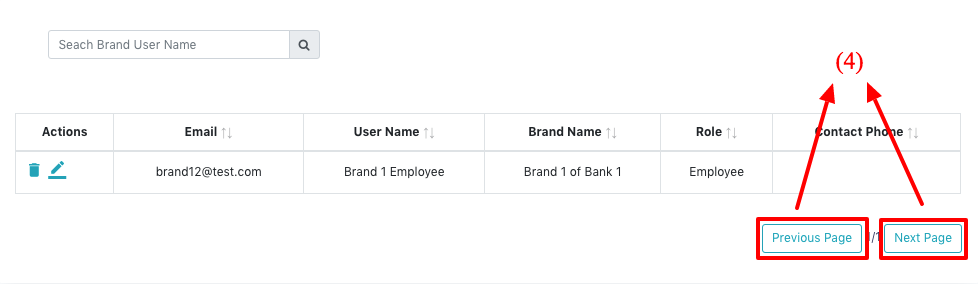 Seach Brand User Name
(4)
Actions Email User Name Brand Name Role Contact Phone
brand12@test.com Brand 1 Employee Brand 1 of Bank 1 Employee
Previous Page /1 Next Page